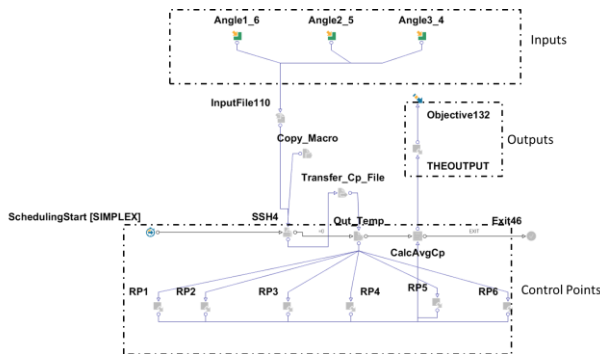 Angle1_6 Angle2_5 Angle3_4
Inputs
InputFile110
Objective132
Copy_Macro
Outputs
THEOUTPUT
Transfer_Cp_File
SchedulingStart [SIMPLEX] SSH4 Out_Temp Exit46
EXIT
CalcAvgCp
RP1 RP2 RP3 RP4 RP5 RP6
Control Points